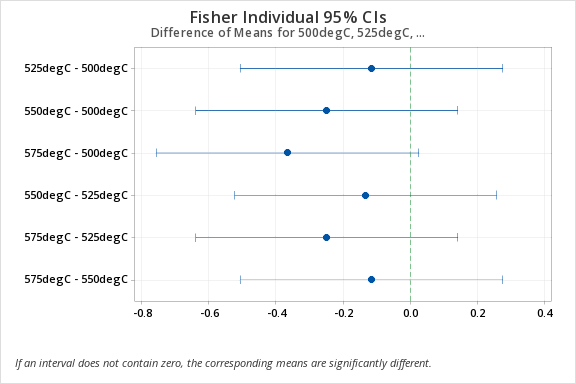 Fisher Individual 95% CIs
Difference of Means for 500degC, 525degC, ...
525degC - 500degC
550degC - 500degC
575degC - 500degC
550degC - 525degC
575degC - 525degC
575degC - 550degC
-0.8 -0.6 -0.4 -0.2 0.0 0.2 0.4
If an interval does not contain zero, the corresponding means are significantly different.